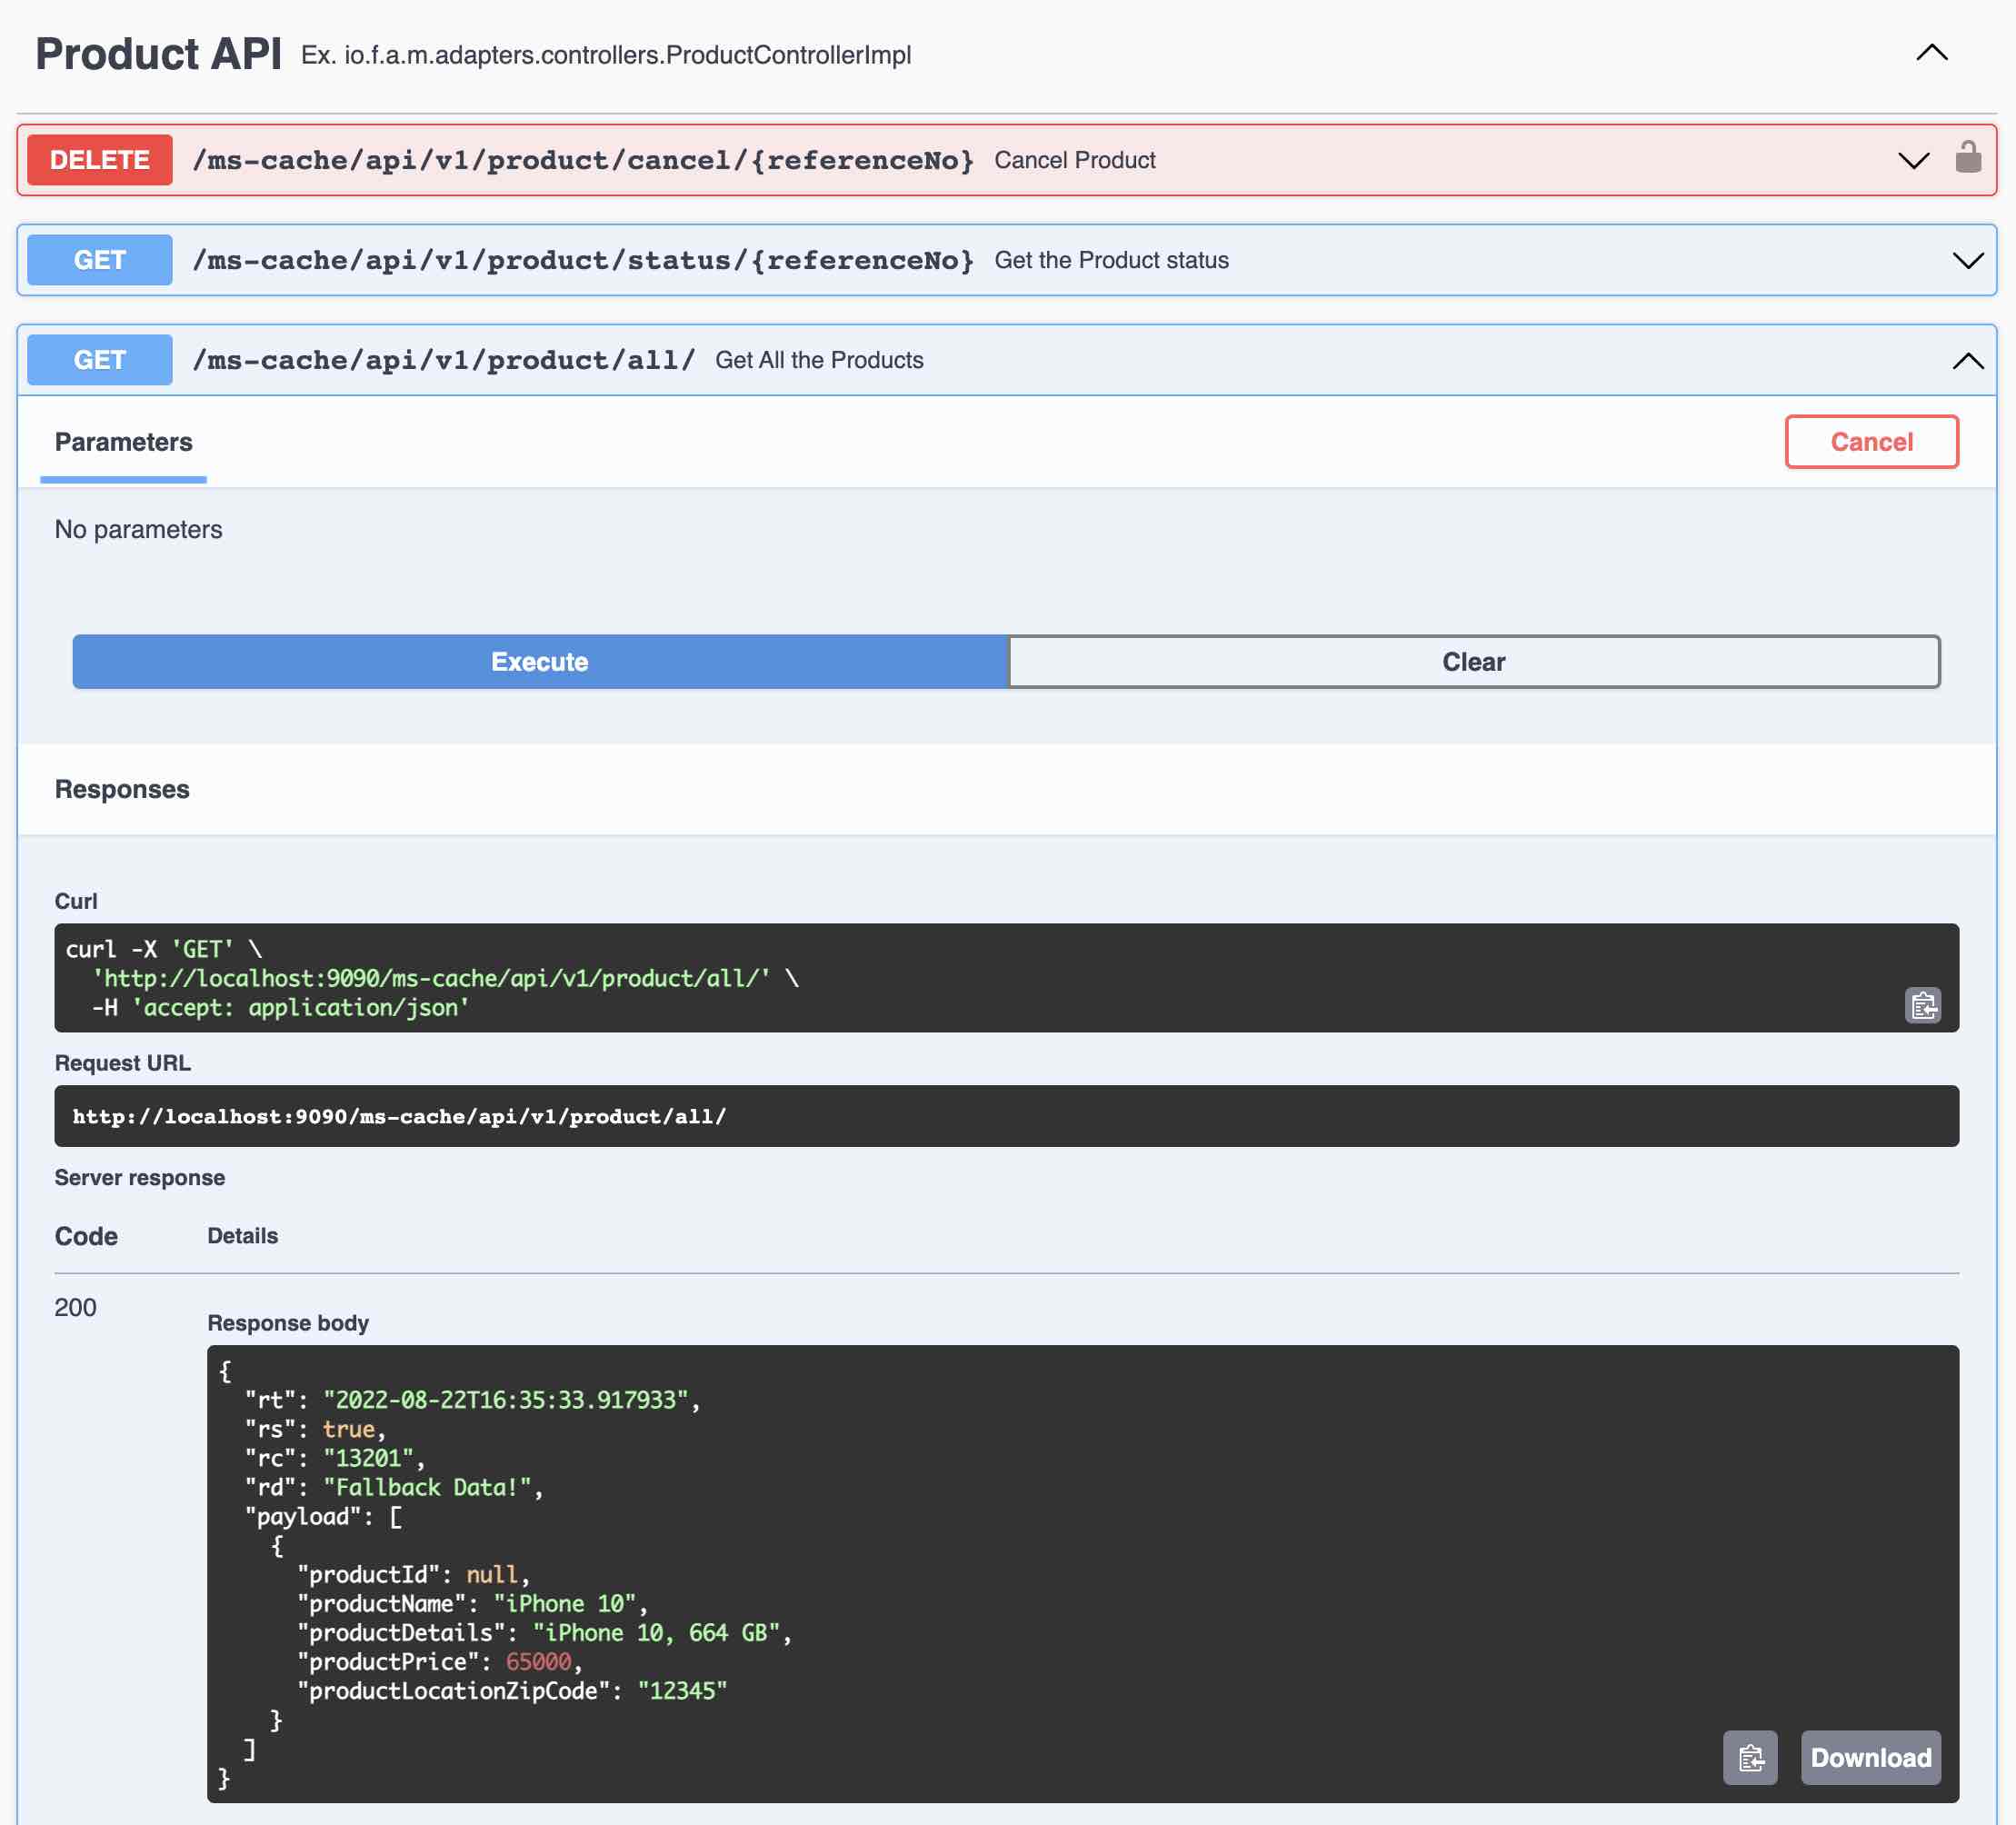 Product API Ex. io.f.a.m.adapters.controllers.ProductControllerImpl
DELETE /ms-cache/api/v1/product/cancel/{referenceNo} Cancel Product
GET /ms-cache/api/v1/product/status/{referenceNo} Get the Product status
GET /ms-cache/api/v1/product/all/ Get All the Products
Parameters Cancel
No parameters
Execute Clear
Responses
Curl
curl -X 'GET' \
  'http://localhost:9090/ms-cache/api/v1/product/all/' \
  -H 'accept: application/json'
Request URL
http://localhost:9090/ms-cache/api/v1/product/all/
Server response
Code Details
200
Response body
{
  "rt": "2022-08-22T16:35:33.917933",
  "rs": true,
  "rc": "13201",
  "rd": "Fallback Data!",
  "payload": [
    {
      "productId": null,
      "productName": "iPhone 10",
      "productDetails": "iPhone 10, 664 GB",
      "productPrice": 65000,
      "productLocationZipCode": "12345"
    }
  ]
}
Download